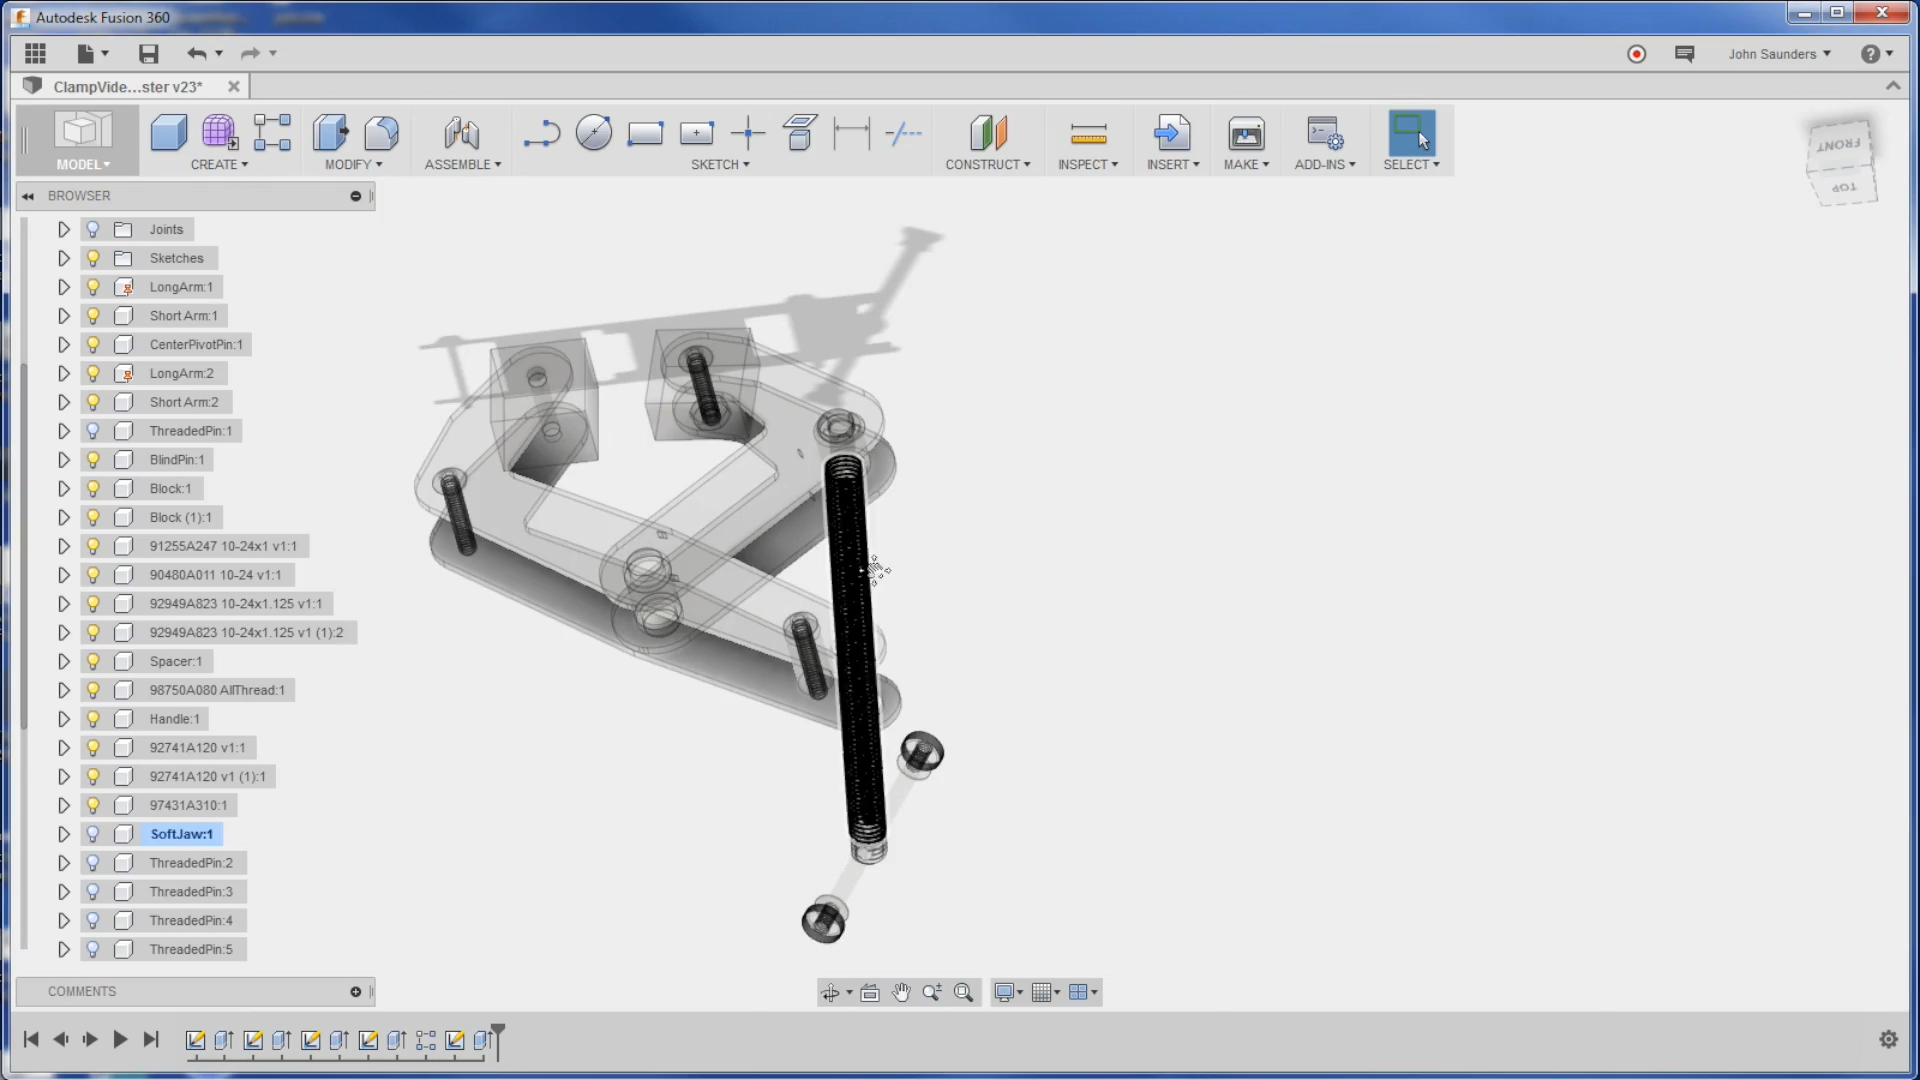 Autodesk Fusion 360
John Saunders
ClampVide...ster v23*
MODEL
CREATE
MODIFY
ASSEMBLE
SKETCH
CONSTRUCT
INSPECT
INSERT
MAKE
ADD-INS
SELECT
FRONT
TOP
BROWSER
Joints
Sketches
LongArm:1
Short Arm:1
CenterPivotPin:1
LongArm:2
Short Arm:2
ThreadedPin:1
BlindPin:1
Block:1
Block (1):1
91255A247 10-24x1 v1:1
90480A011 10-24 v1:1
92949A823 10-24x1.125 v1:1
92949A823 10-24x1.125 v1 (1):2
Spacer:1
98750A080 AllThread:1
Handle:1
92741A120 v1:1
92741A120 v1 (1):1
97431A310:1
SoftJaw:1
ThreadedPin:2
ThreadedPin:3
ThreadedPin:4
ThreadedPin:5
COMMENTS